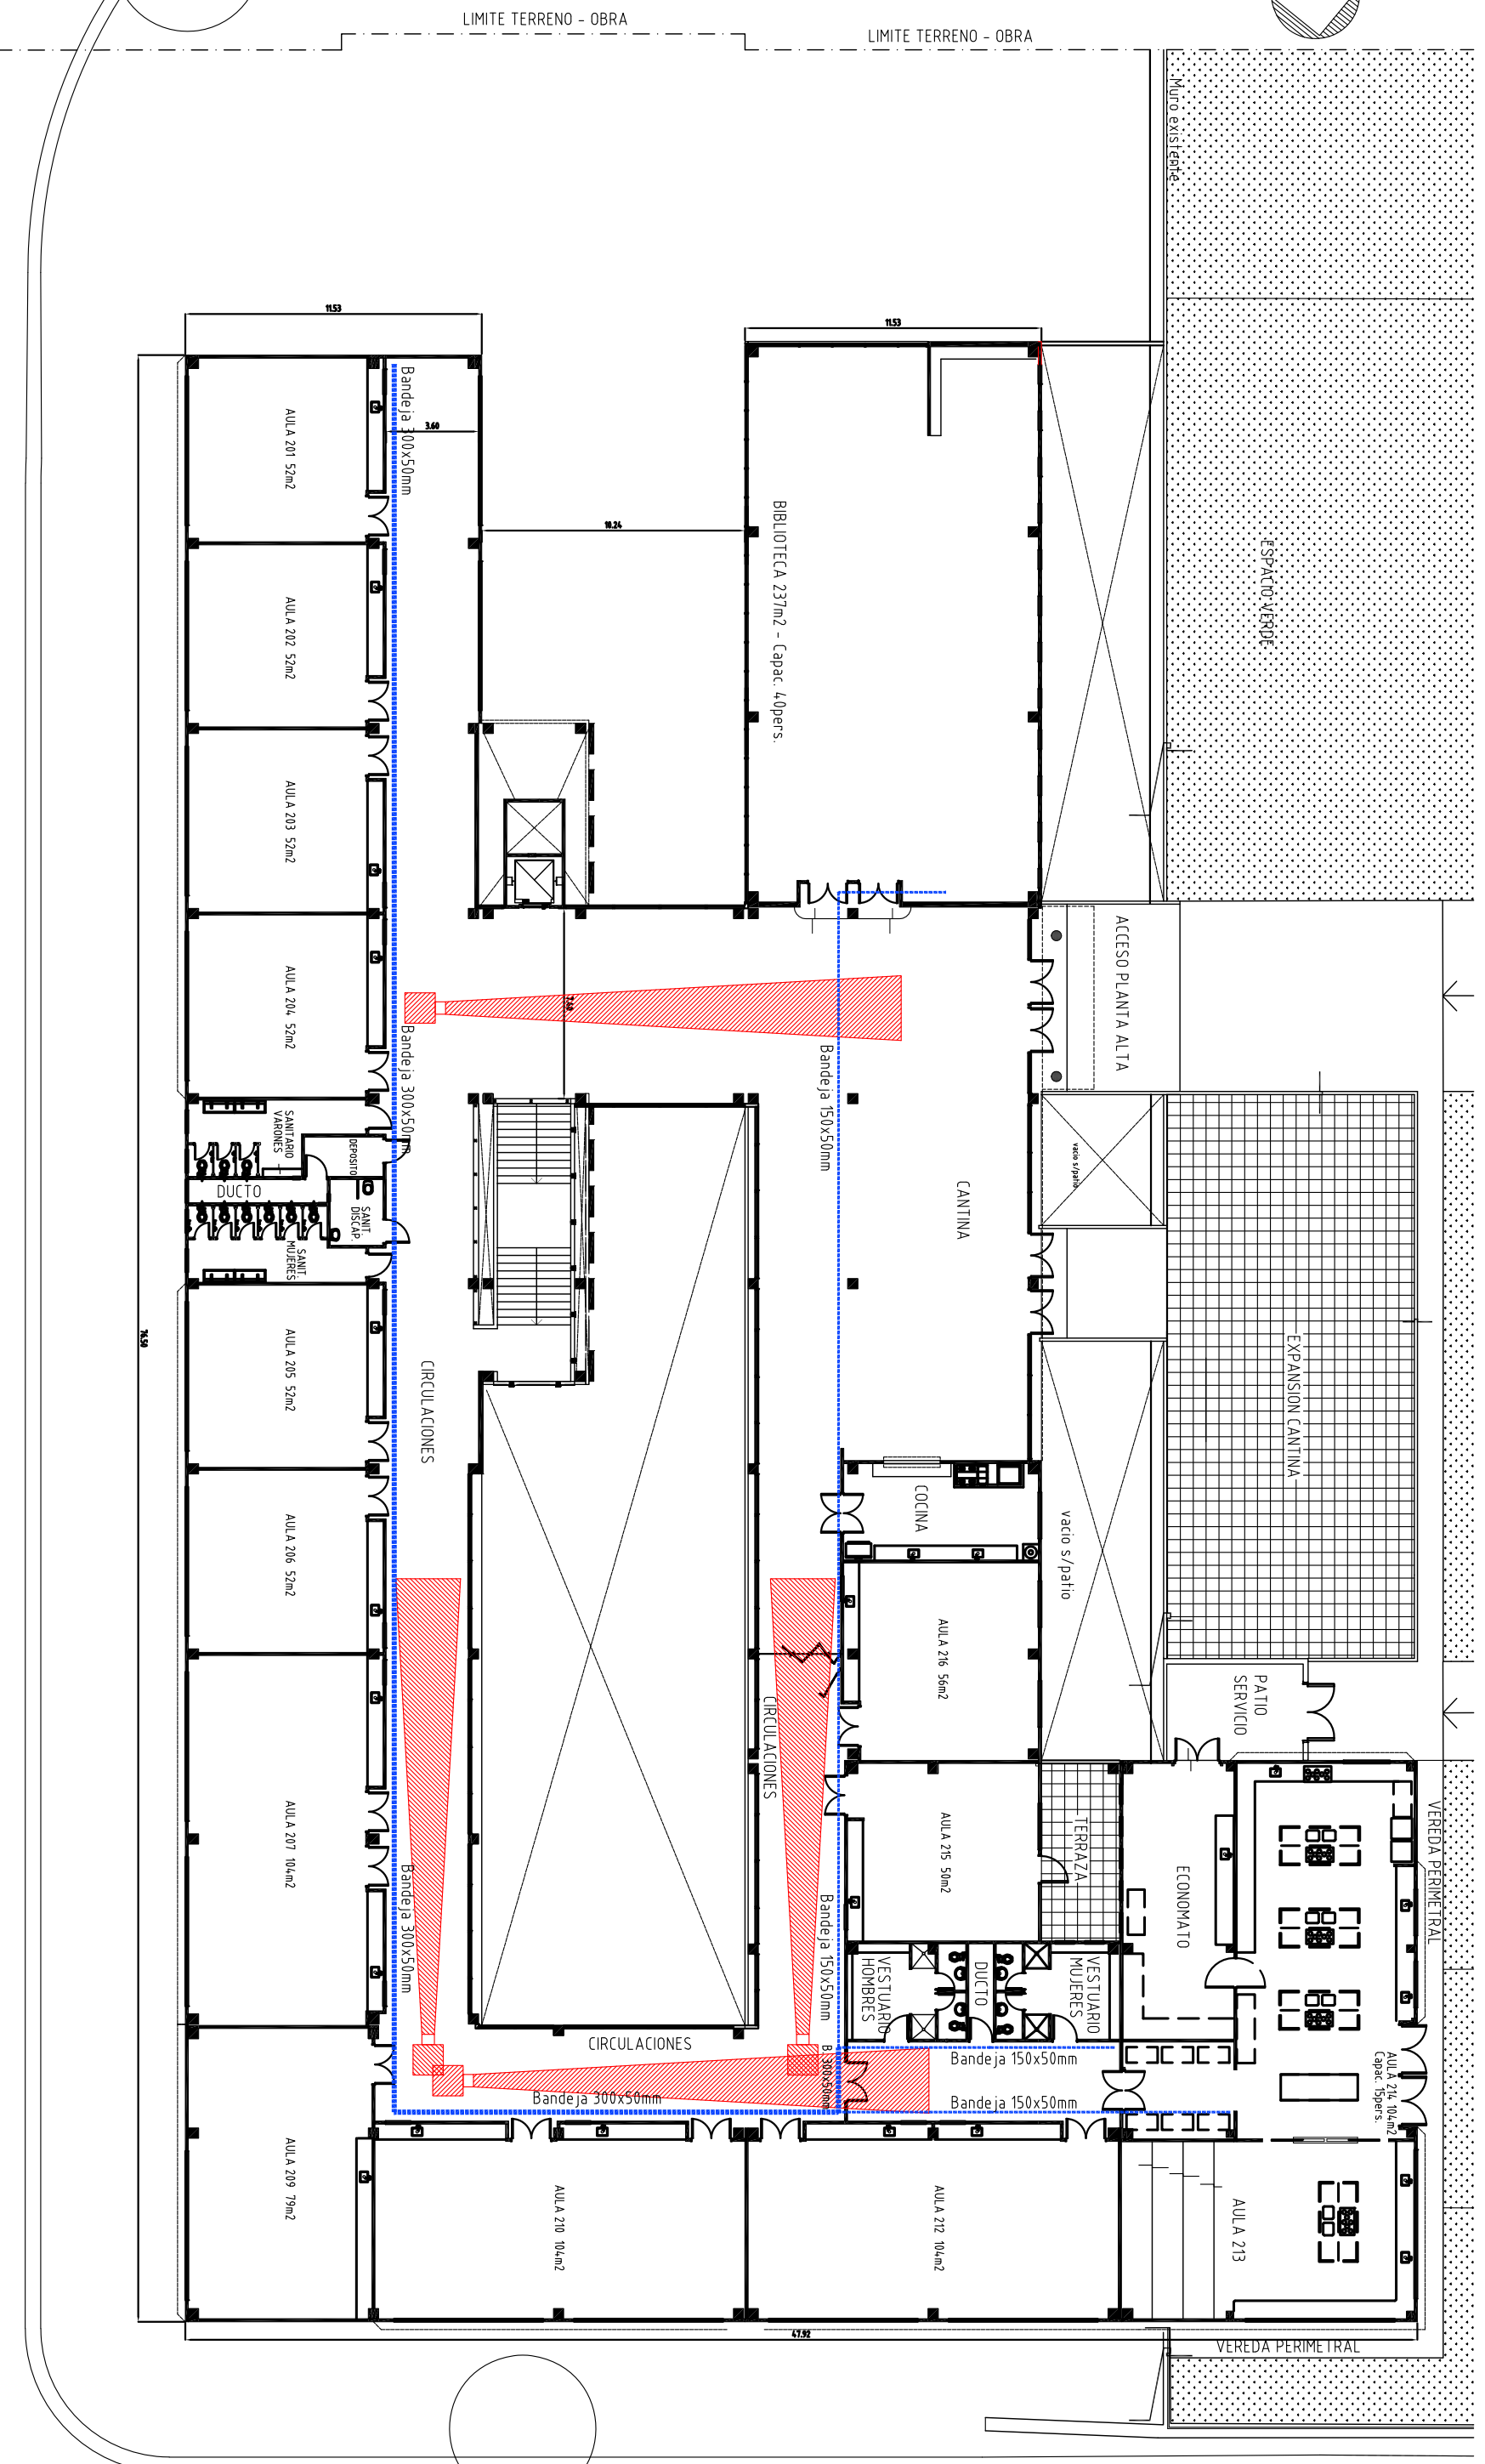 LIMITE TERRENO - OBRA
LIMITE TERRENO - OBRA
Muro existente
11.53
11.53
Bandeja 300x50mm
3.60
AULA 201 52m2
10.24
BIBLIOTECA 237m2 - Capac. 40pers.
ESPACIO VERDE
AULA 202 52m2
AULA 203 52m2
AULA 204 52m2
ACCESO PLANTA ALTA
7.60
Bandeja 300x50mm
Bandeja 150x50mm
SANITARIO
VARONES
DEPOSITO
DUCTO
SANIT.
DISCAP.
SANIT.
MUJERES
vacio s/patio
CANTINA
76.50
AULA 205 52m2
CIRCULACIONES
EXPANSION CANTINA
COCINA
vacio s/patio
AULA 206 52m2
AULA 216 56m2
CIRCULACIONES
PATIO
SERVICIO
AULA 207 104m2
Bandeja 300x50mm
Bandeja 150x50mm
AULA 215 50m2
TERRAZA
ECONOMATO
VEREDA PERIMETRAL
VESTUARIO
HOMBRES
DUCTO
VESTUARIO
MUJERES
CIRCULACIONES
B 300x50mm
Bandeja 150x50mm
Bandeja 300x50mm
Bandeja 150x50mm
AULA 214 104m2
Capac. 15pers.
AULA 209 79m2
AULA 210 104m2
AULA 212 104m2
AULA 213
47.92
VEREDA PERIMETRAL